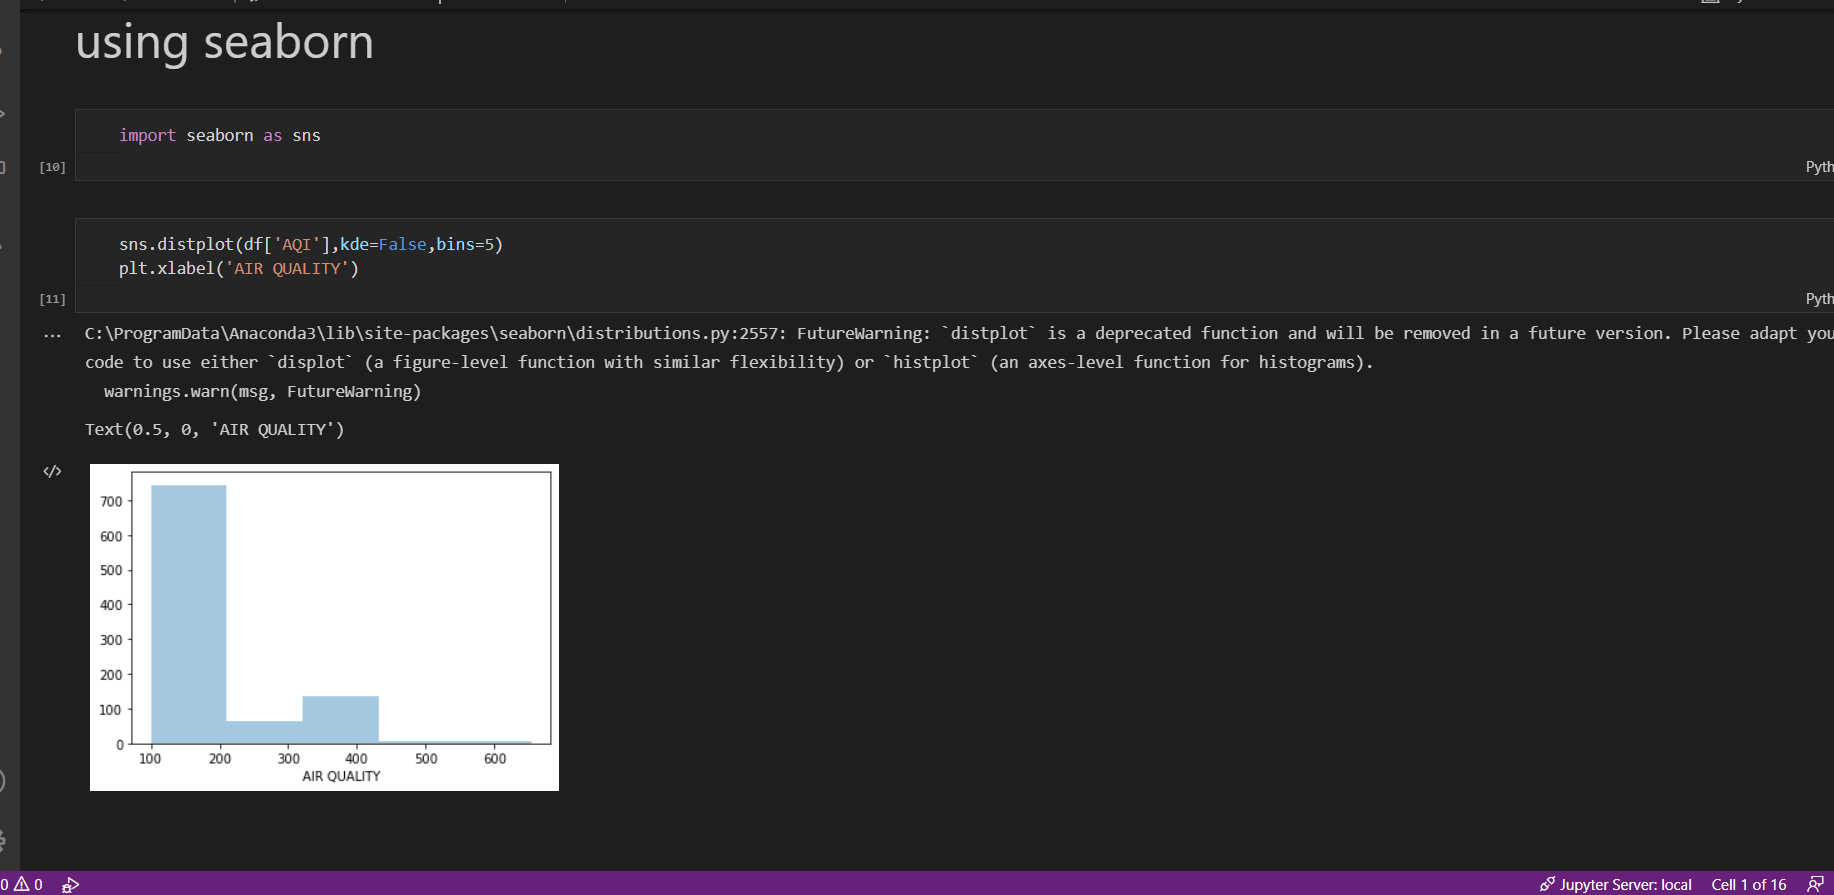 using seaborn
import seaborn as sns
[10]
Pyth
sns.distplot(df['AQI'],kde=False,bins=5)
plt.xlabel('AIR QUALITY')
[11]
Pyth
... C:\ProgramData\Anaconda3\lib\site-packages\seaborn\distributions.py:2557: FutureWarning: `distplot` is a deprecated function and will be removed in a future version. Please adapt you
code to use either `displot` (a figure-level function with similar flexibility) or `histplot` (an axes-level function for histograms).
warnings.warn(msg, FutureWarning)
Text(0.5, 0, 'AIR QUALITY')
</>
700
600
500
400
300
200
100
0
100 200 300 400 500 600
AIR QUALITY
0 0 Jupyter Server: local Cell 1 of 16